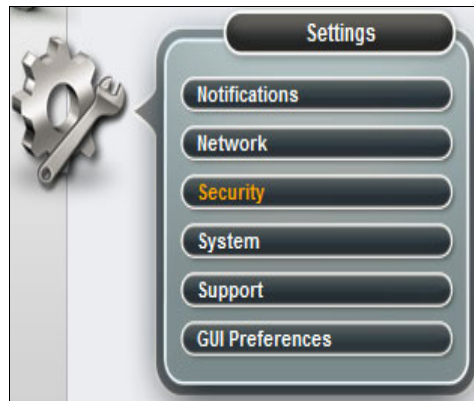 Settings
Notifications
Network
Security
System
Support
GUI Preferences